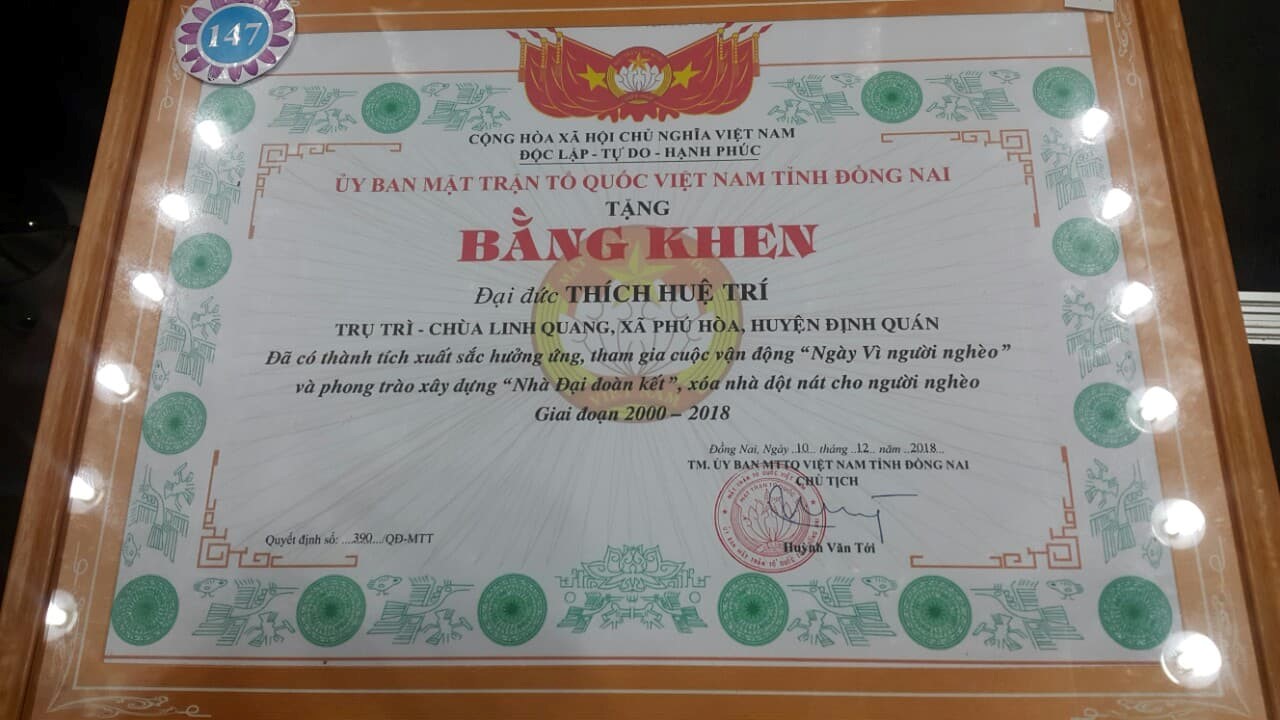 147
CỘNG HÒA XÃ HỘI CHỦ NGHĨA VIỆT NAM
ĐỘC LẬP - TỰ DO - HẠNH PHÚC
ỦY BAN MẶT TRẬN TỔ QUỐC VIỆT NAM TỈNH ĐỒNG NAI
TẶNG
BẰNG KHEN
Đại đức THÍCH HUỆ TRÍ
TRỤ TRÌ - CHÙA LINH QUANG, XÃ PHÚ HÒA, HUYỆN ĐỊNH QUÁN
Đã có thành tích xuất sắc hưởng ứng, tham gia cuộc vận động “Ngày Vì người nghèo”
và phong trào xây dựng “Nhà Đại đoàn kết”, xóa nhà dột nát cho người nghèo
VIỆT NAM
Giai đoạn 2000 – 2018
Đồng Nai, Ngày ..10... tháng ..12.. năm ..2018...
TM. ỦY BAN MTTQ VIỆT NAM TỈNH ĐỒNG NAI
CHỦ TỊCH
Quyết định số: ...390.../QĐ-MTT
Huỳnh Văn Tới